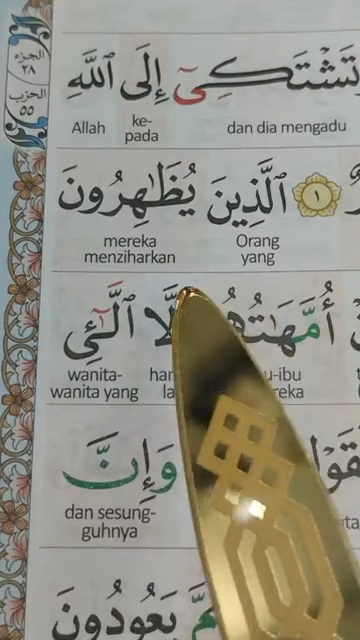 الجزء
٢٨
الحزب
٥٥
تَشْتَكِىٓ إِلَى ٱللَّهِ
Allah ke-pada dan dia mengadu
١ ٱلَّذِينَ يُظَٰهِرُونَ
mereka menziharkan Orang yang
أُمَّهَٰتُهُ ٱلَّٰٓـِٔي
wanita-wanita yang
وَإِنَّ
dan sesung-guhnya
يَعُودُونَ